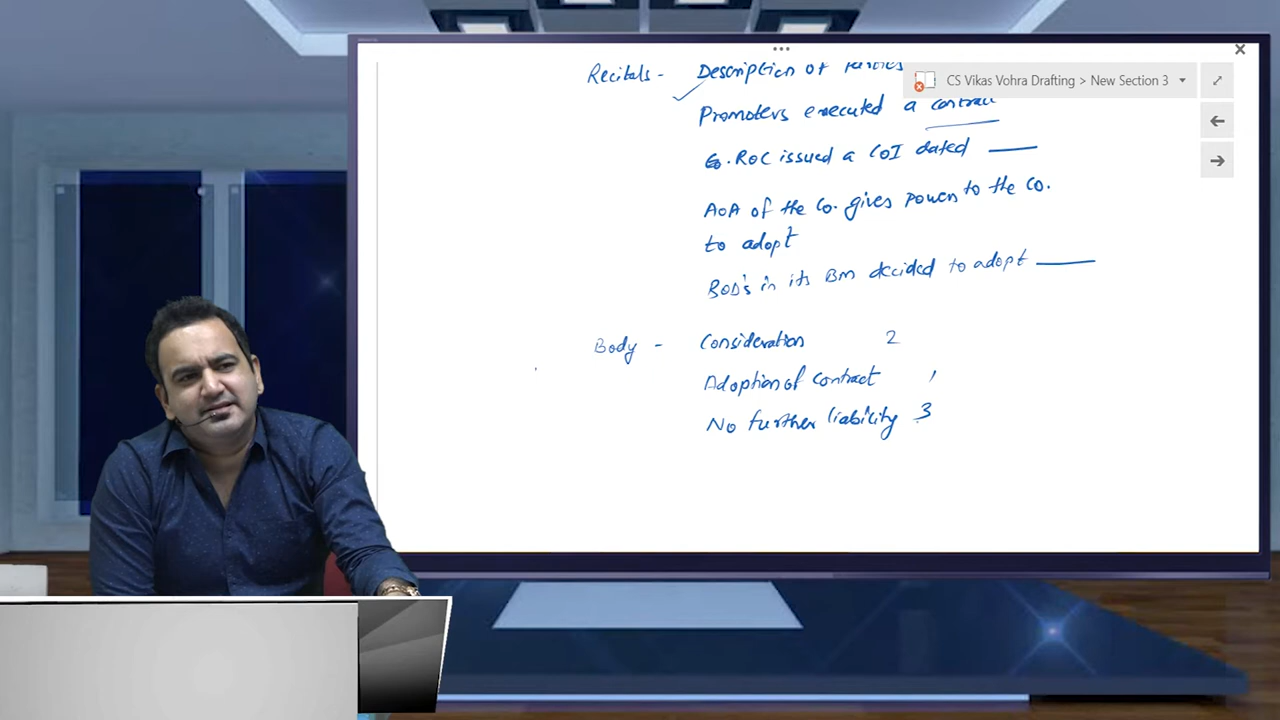 Recitals - Description of Parties
CS Vikas Vohra Drafting > New Section 3
Promoters executed a contract
Co. ROC issued a COI dated
AOA of the Co. gives power to the Co.
to adopt
BOD's in its BM decided to adopt
Body - Consideration 2
Adoption of contract 1
No further liability 3